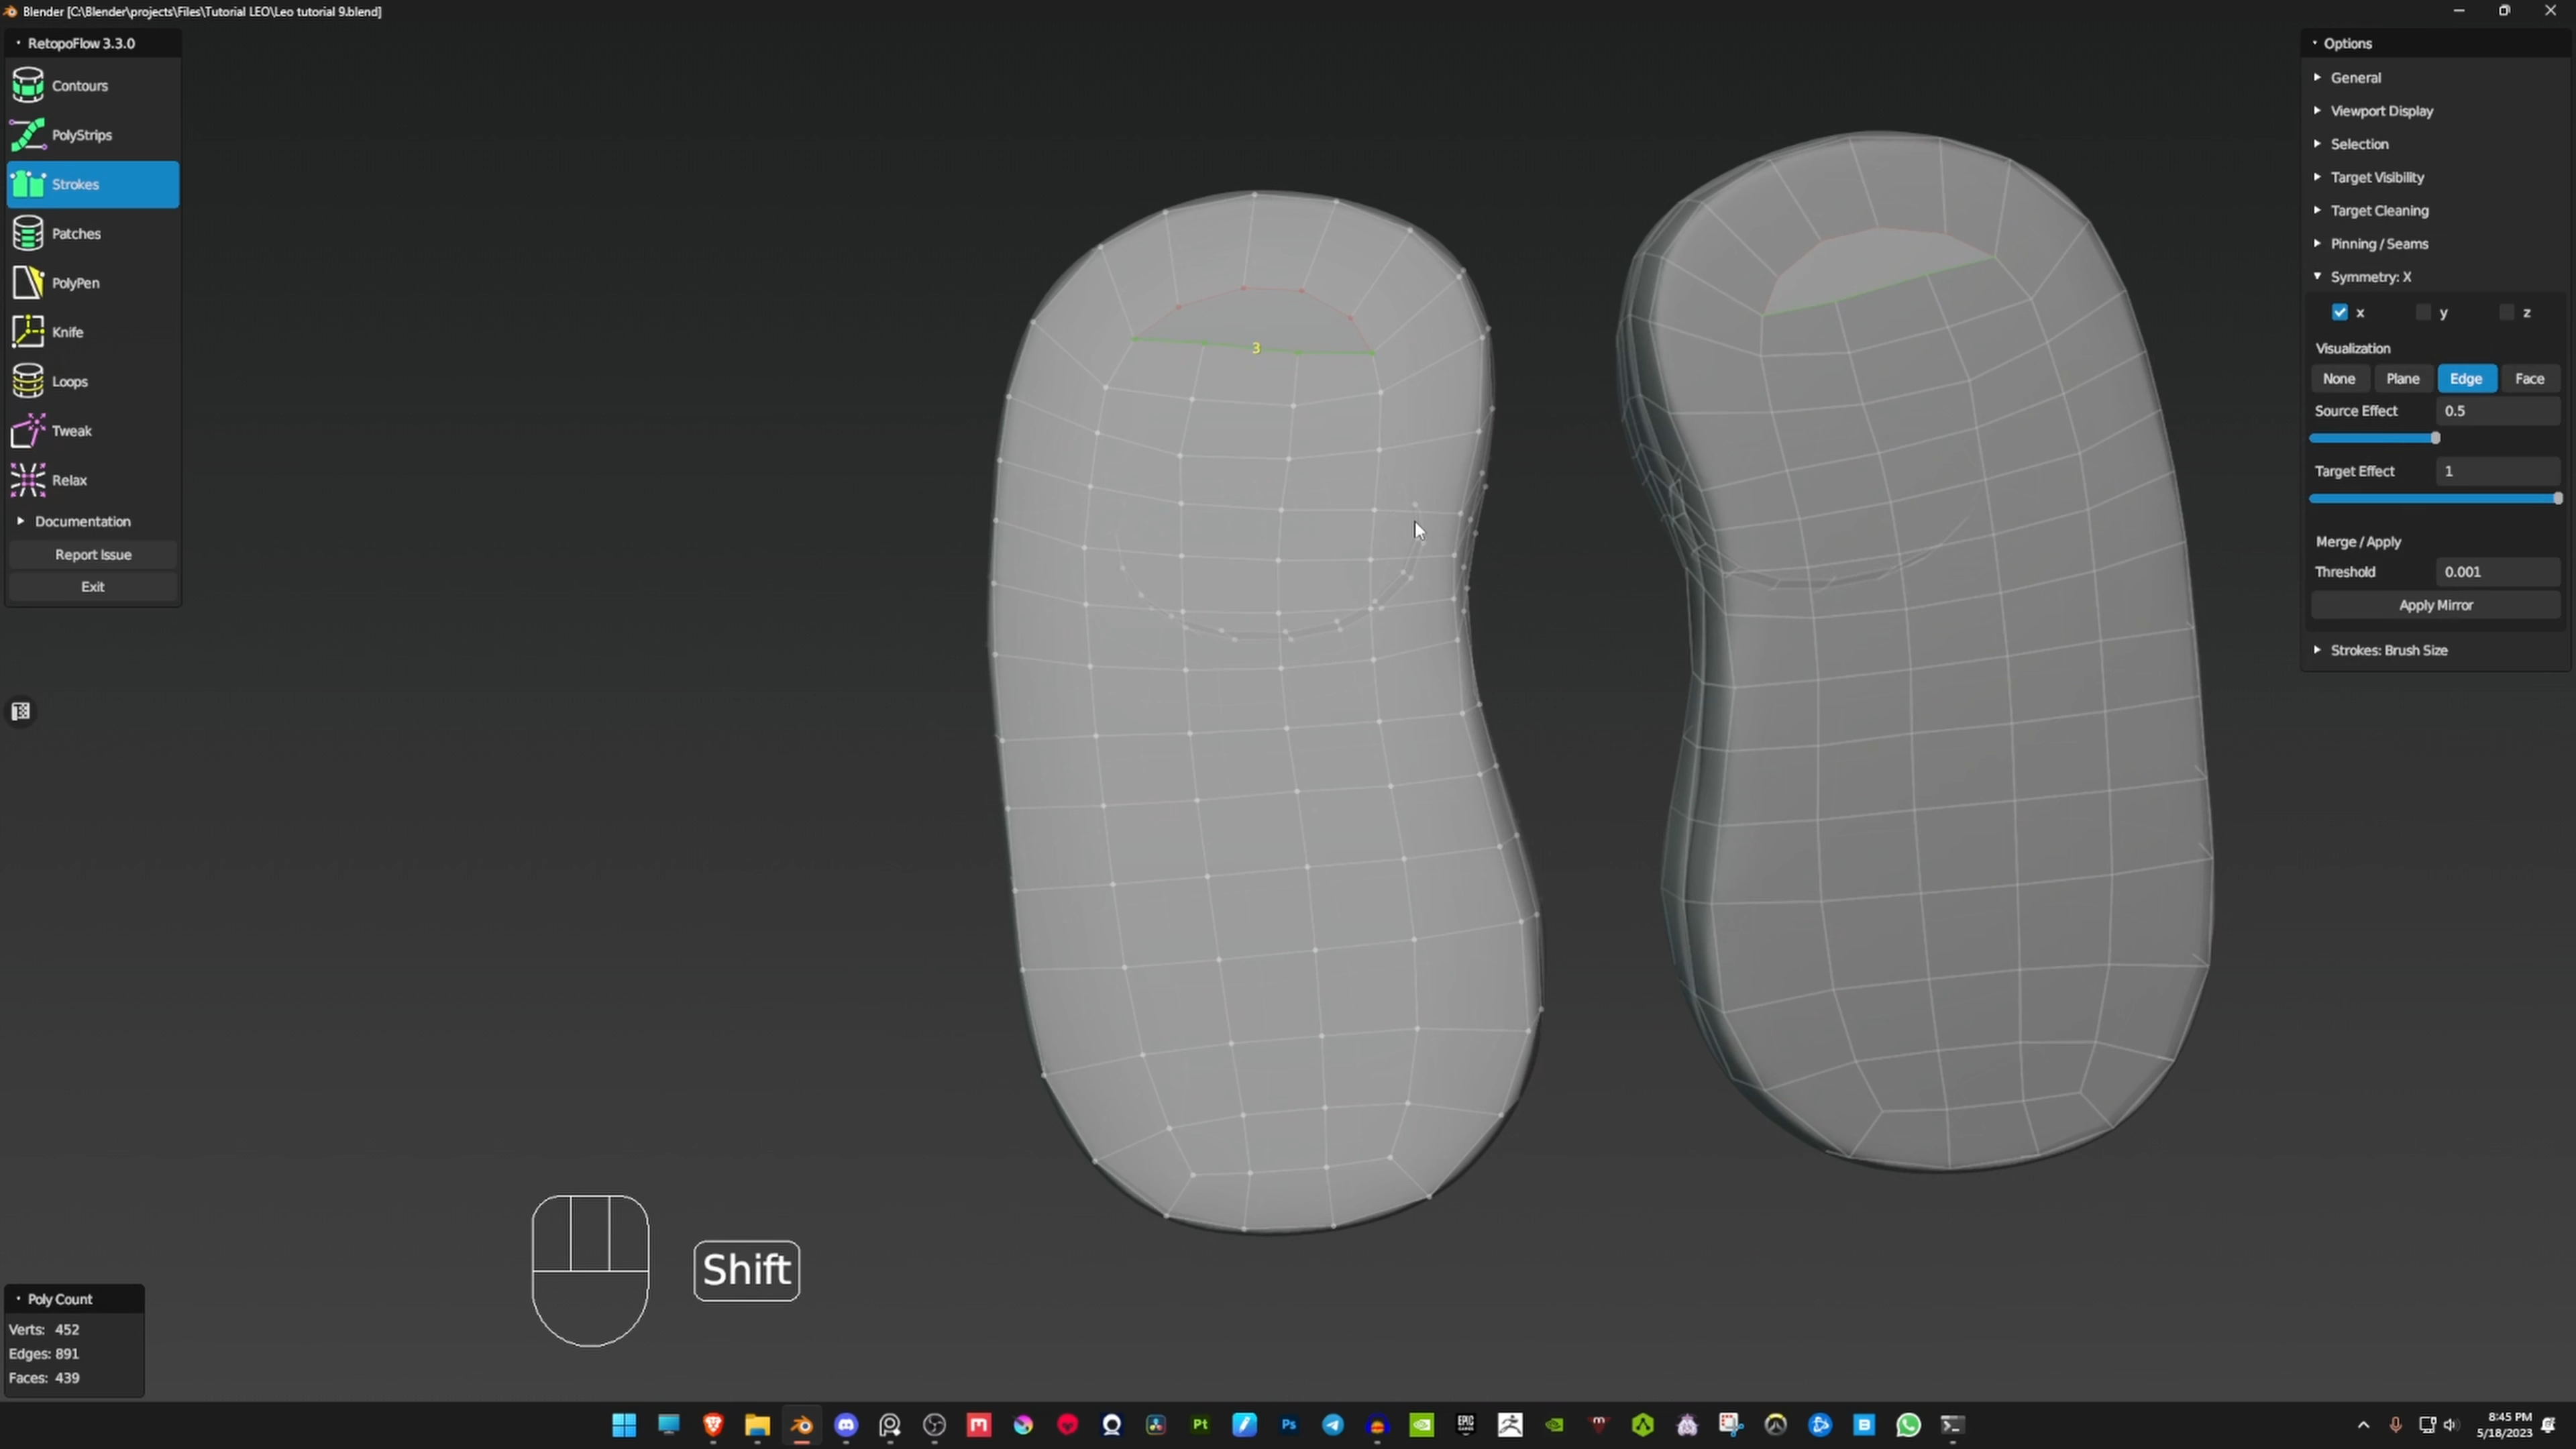 Blender [C:\Blender\projects\Files\Tutorial LEO\Leo tutorial 9.blend]
RetopoFlow 3.3.0
Contours
PolyStrips
Strokes
Patches
PolyPen
Knife
Loops
Tweak
Relax
Documentation
Report Issue
Exit
Options
General
Viewport Display
Selection
Target Visibility
Target Cleaning
Pinning / Seams
Symmetry: X
x y z
Visualization
None Plane Edge Face
Source Effect 0.5
Target Effect 1
Merge / Apply
Threshold 0.001
Apply Mirror
Strokes: Brush Size
3
Shift
Poly Count
Verts: 452
Edges: 891
Faces: 439
Pt
Ps
EPIC GAMES
8:45 PM
5/18/2023